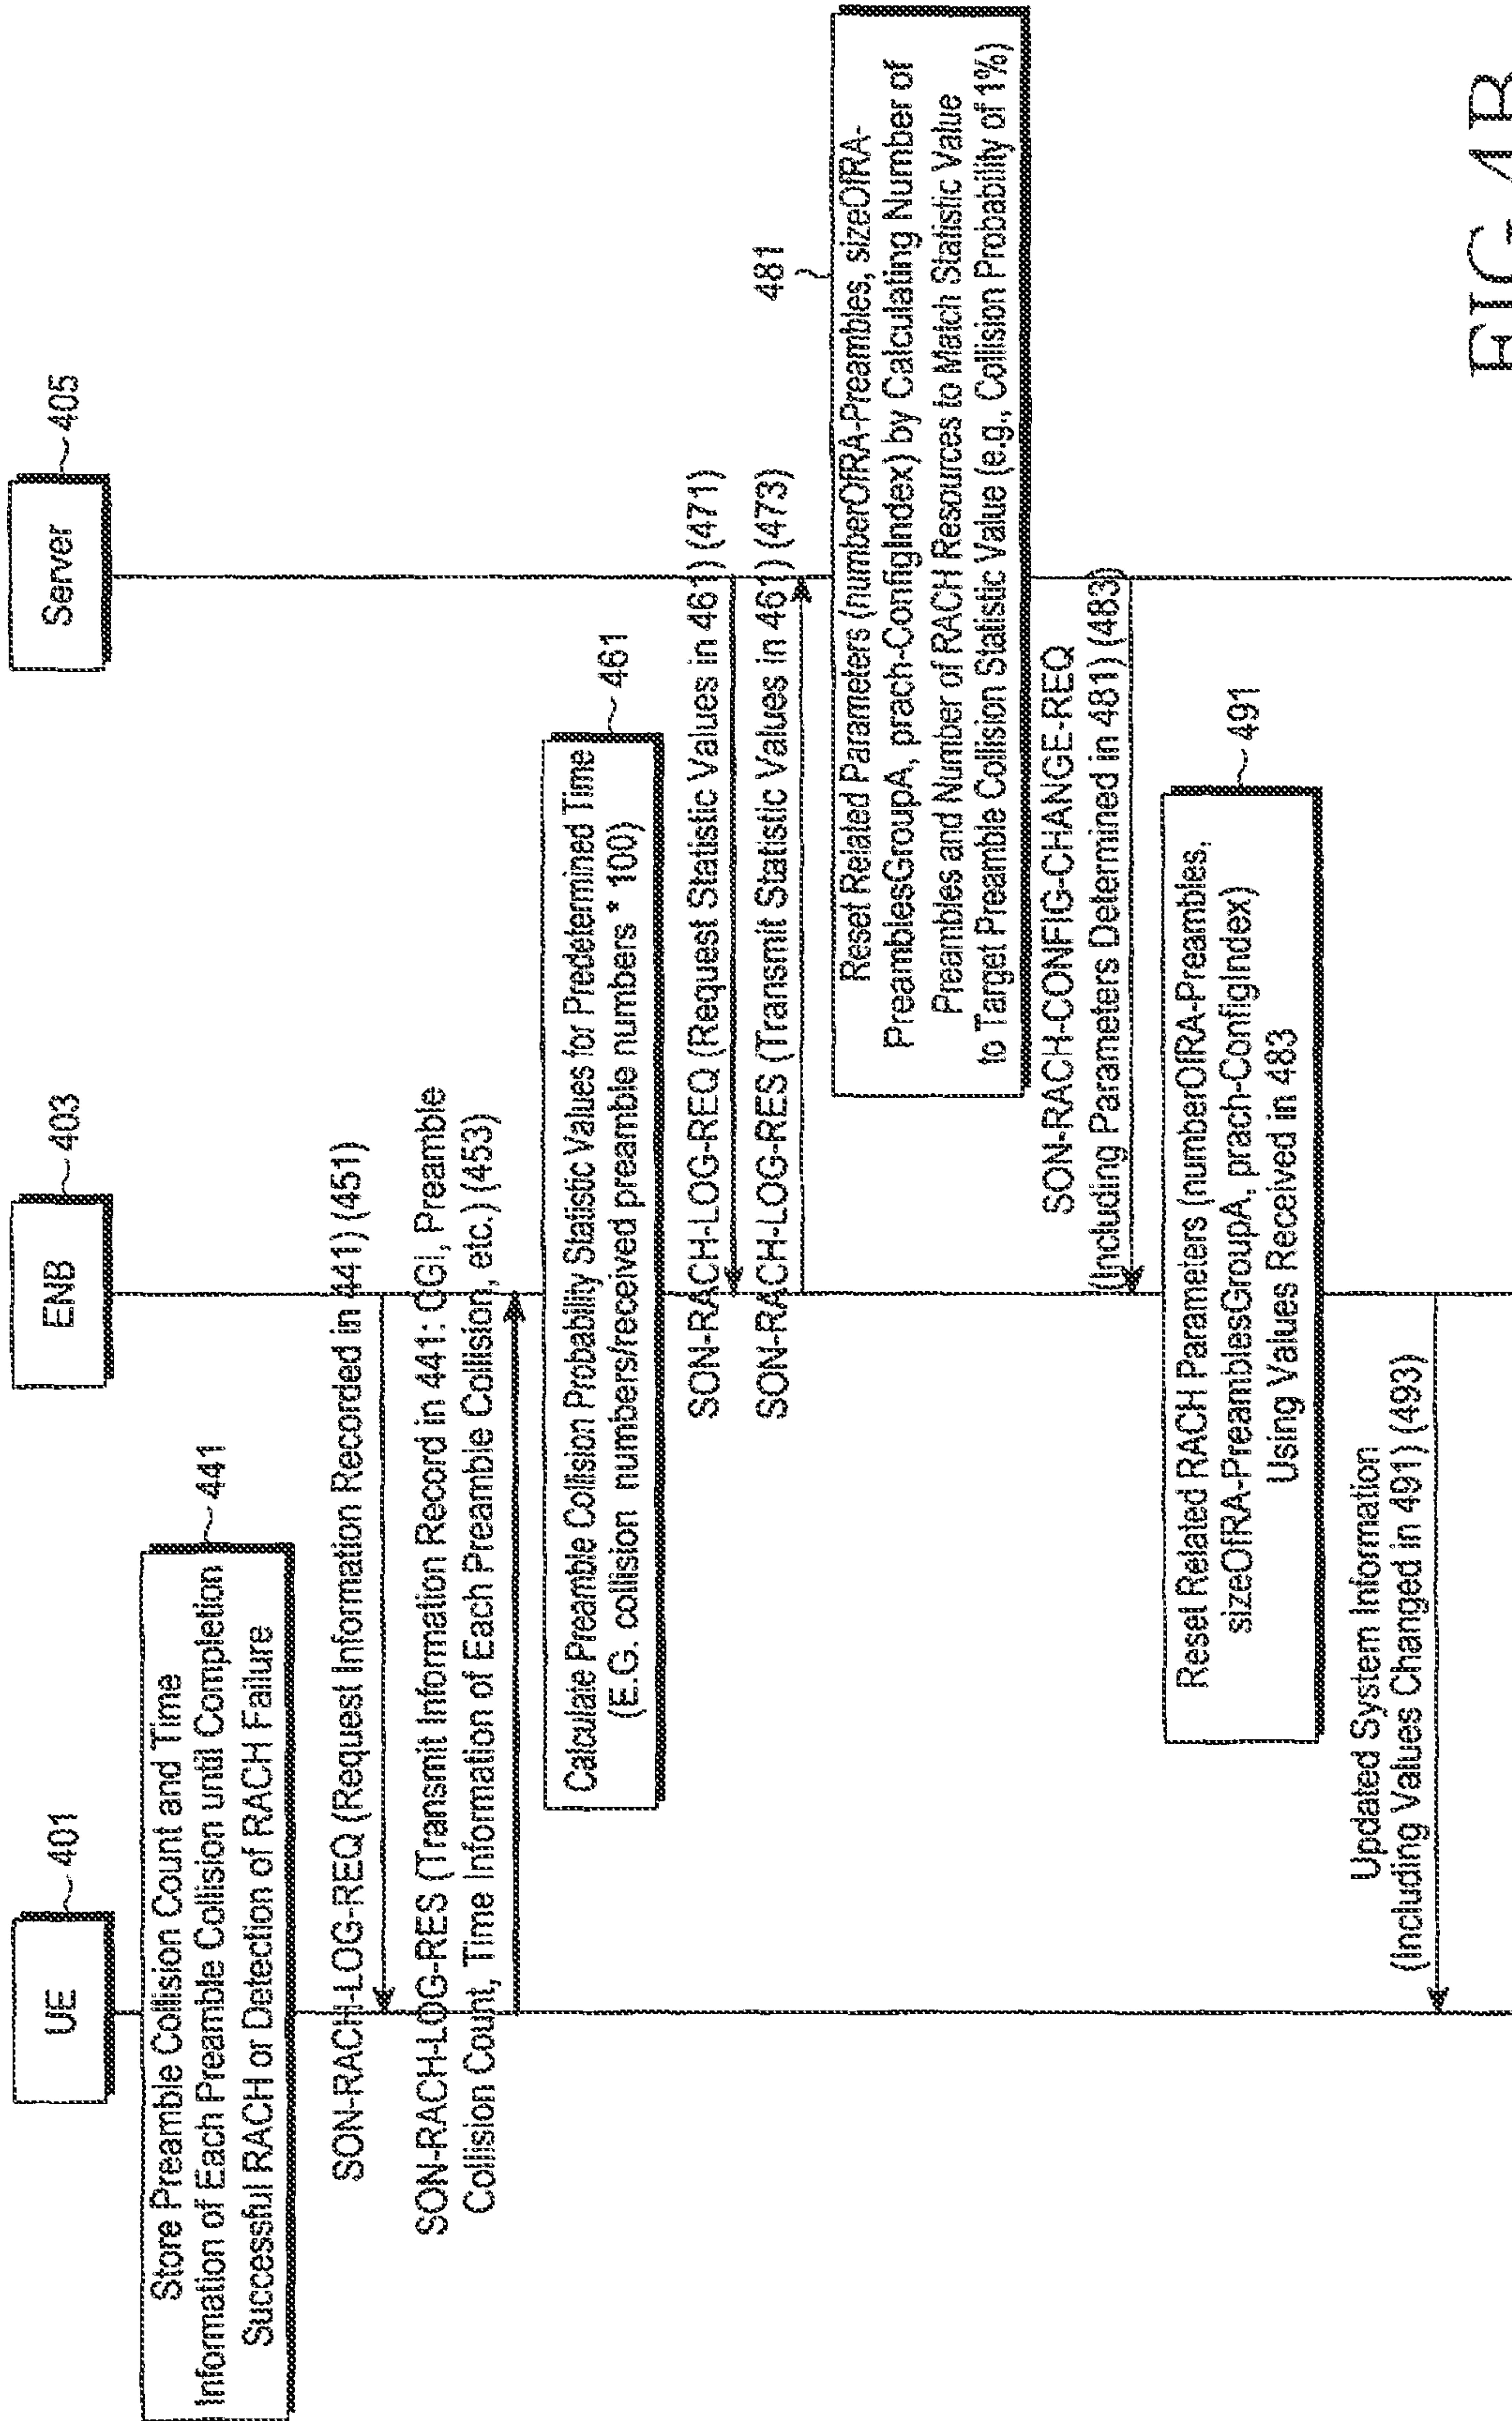 UE
401
ENB
403
Server
405
Store Preamble Collision Count and Time
Information of Each Preamble Collision until Completion
Successful RACH or Detection of RACH Failure
441
SON-RACH-LOG-REQ (Request Information Recorded in 441) (451)
SON-RACH-LOG-RES (Transmit Information Record in 441: CGI, Preamble
Collision Count, Time Information of Each Preamble Collision, etc.) (453)
461
Calculate Preamble Collision Probability Statistic Values for Predetermined Time
(E.G. collision numbers/received preamble numbers * 100)
SON-RACH-LOG-REQ (Request Statistic Values in 461) (471)
SON-RACH-LOG-RES (Transmit Statistic Values in 461) (473)
481
Reset Related Parameters (numberOfRA-Preambles, sizeOfRA-
PreamblesGroupA, prach-ConfigIndex) by Calculating Number of
Preambles and Number of RACH Resources to Match Statistic Value
to Target Preamble Collision Statistic Value (e.g., Collision Probability of 1%)
SON-RACH-CONFIG-CHANGE-REQ
(Including Parameters Determined in 481) (483)
491
Reset Related RACH Parameters (numberOfRA-Preambles,
sizeOfRA-PreamblesGroupA, prach-ConfigIndex)
Using Values Received in 483
Updated System Information
(Including Values Changed in 491) (493)
FIG.4B